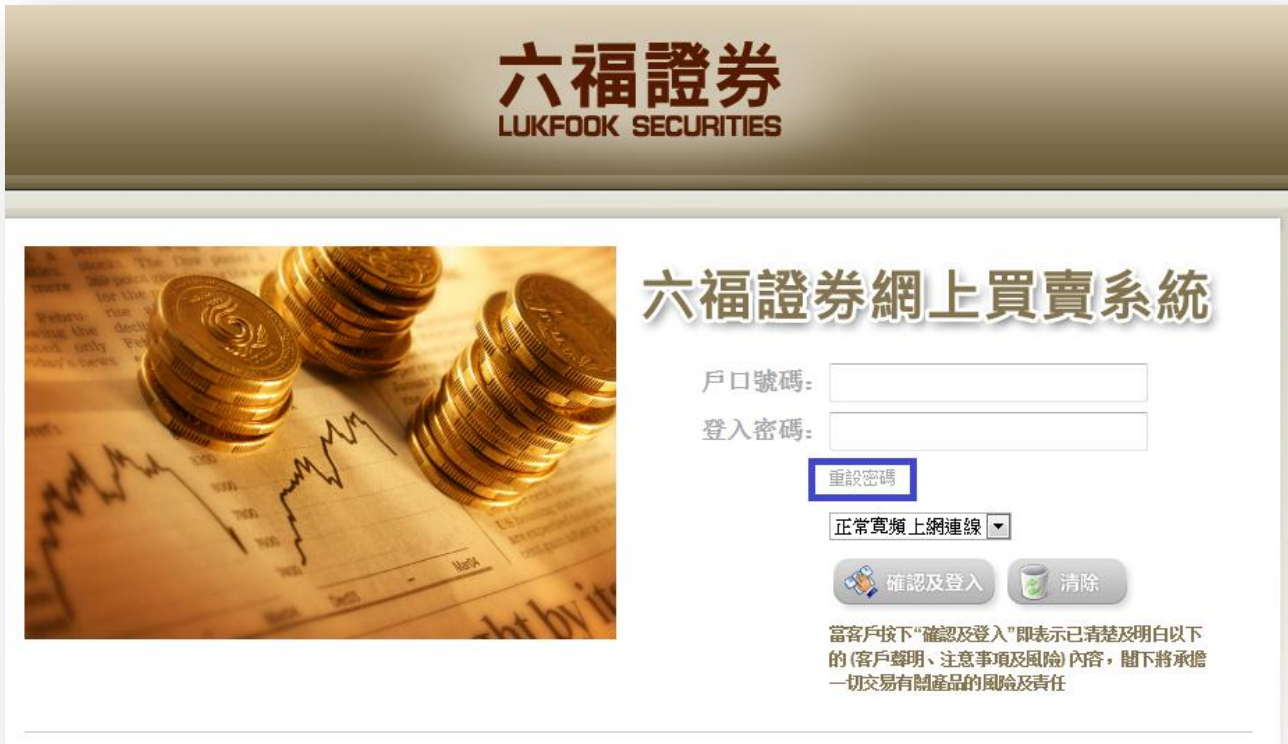 六福證券
LUKFOOK SECURITIES
六福證券網上買賣系統
戶口號碼:
登入密碼:
重設密碼
正常寬頻上網連線
確認及登入
清除
當客戶按下“確認及登入”即表示已清楚及明白以下
的(客戶聲明、注意事項及風險)內容，閣下將承擔
一切交易有關產品的風險及責任